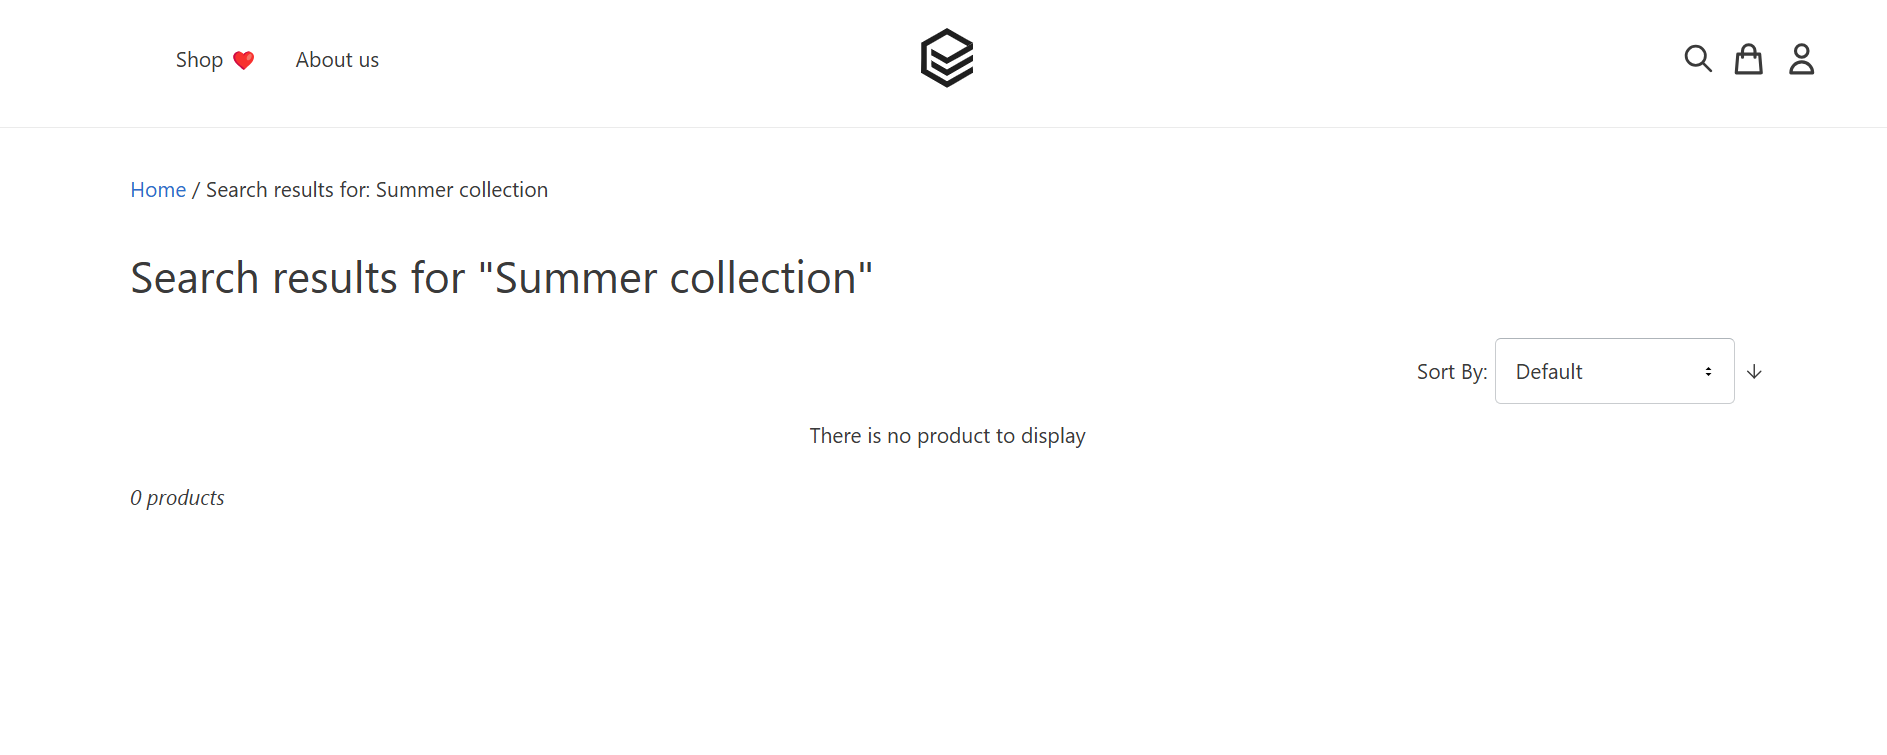 Shop ❤️ About us
Home / Search results for: Summer collection
Search results for "Summer collection"
Sort By: Default
There is no product to display
0 products